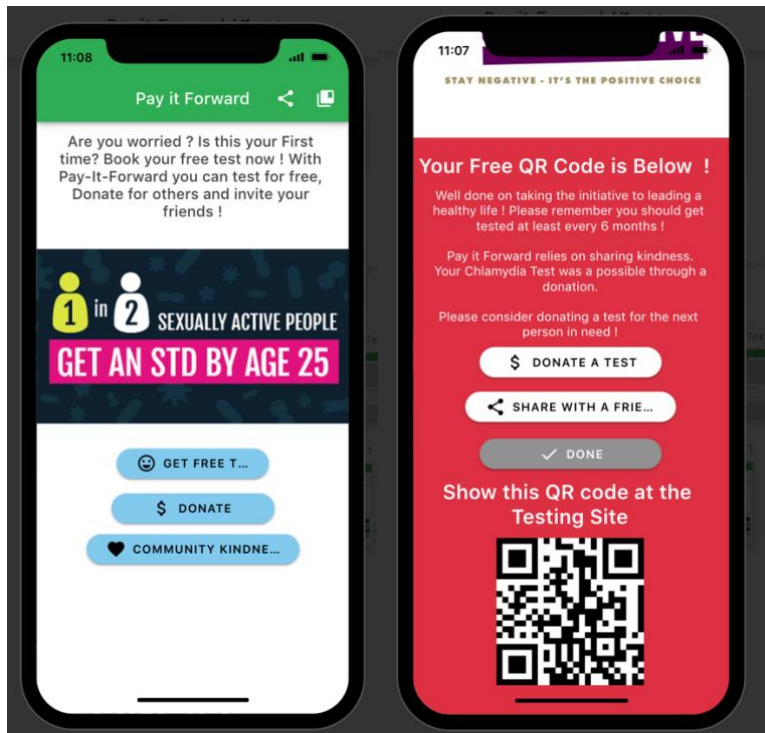 11:08
Pay it Forward
Are you worried ? Is this your First
time? Book your free test now ! With
Pay-It-Forward you can test for free,
Donate for others and invite your
friends !
1 in 2 SEXUALLY ACTIVE PEOPLE
GET AN STD BY AGE 25
GET FREE T...
$ DONATE
COMMUNITY KINDNE...
11:07
STAY NEGATIVE - IT'S THE POSITIVE CHOICE
Your Free QR Code is Below !
Well done on taking the initiative to leading a
healthy life ! Please remember you should get
tested at least every 6 months !
Pay it Forward relies on sharing kindness.
Your Chlamydia Test was a possible through a
donation.
Please consider donating a test for the next
person in need !
$ DONATE A TEST
SHARE WITH A FRIE...
DONE
Show this QR code at the
Testing Site